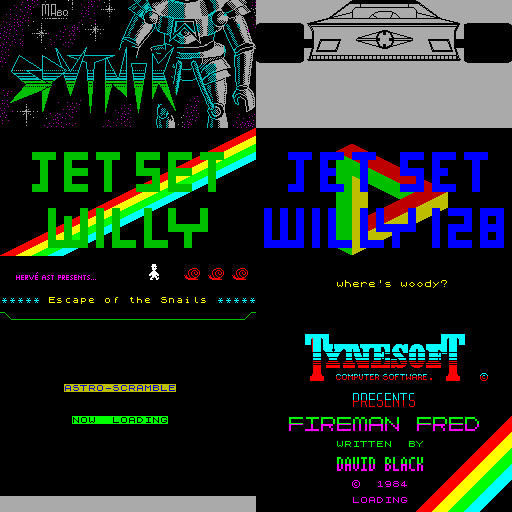 MA80
SPUTNIK
JET SET
WILLY
JET SET
WILLY 128
HERVÉ AST PRESENTS...
***** Escape of the Snails *****
where's woody?
ASTRO-SCRAMBLE
NOW LOADING
TYNESOFT
COMPUTER SOFTWARE.
©
PRESENTS
FIREMAN FRED
WRITTEN BY
DAVID BLACK
© 1984
LOADING